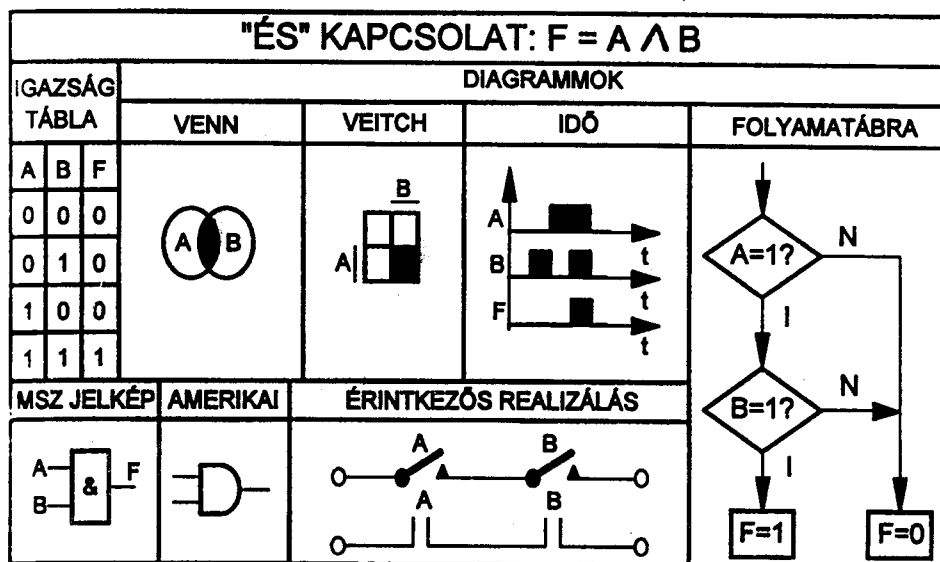 "ÉS" KAPCSOLAT: F = A ∧ B
IGAZSÁG
TÁBLA
DIAGRAMMOK
VENN
VEITCH
IDŐ
FOLYAMATÁBRA
A B F
0 0 0
0 1 0
1 0 0
1 1 1
A B
B
A
A
t
B
t
F
t
A=1?
N
I
B=1?
N
I
F=1
F=0
MSZ JELKÉP
AMERIKAI
ÉRINTKEZŐS REALIZÁLÁS
A
B
&
F
A
B
A
B